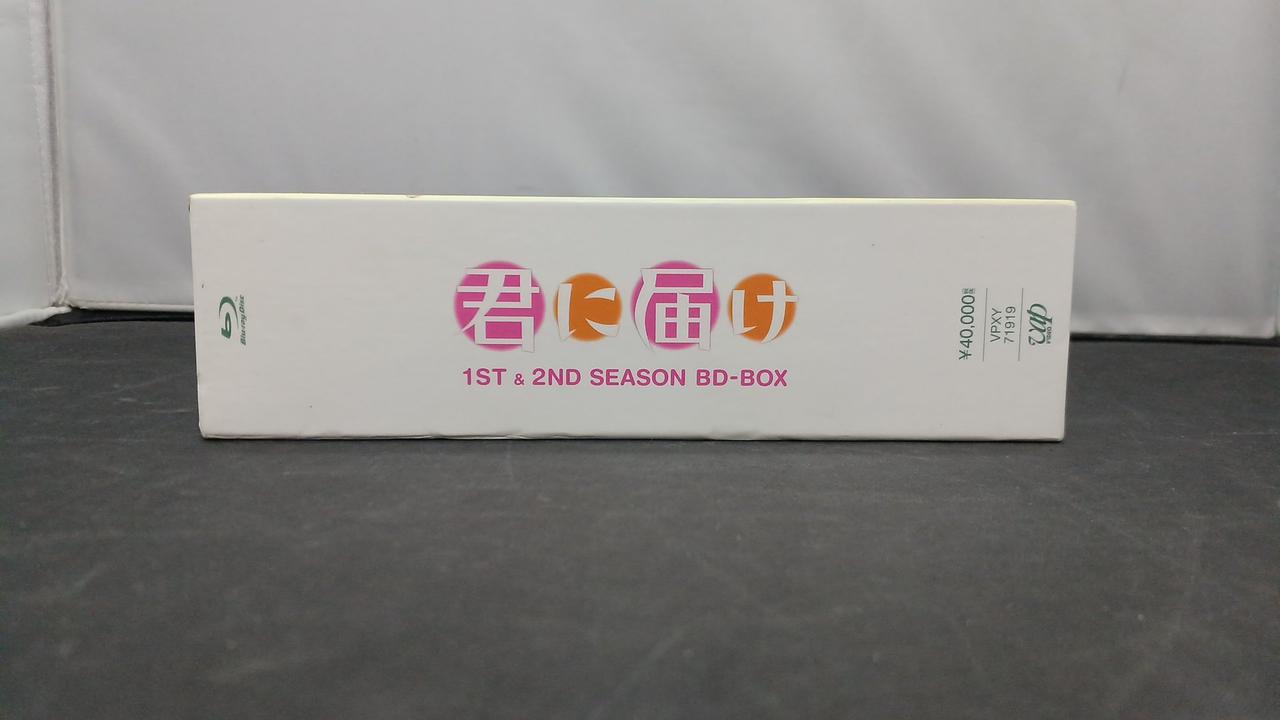 君に届け
1ST & 2ND SEASON BD-BOX
Blu-ray Disc
¥40,000
VPXY
71919
vap